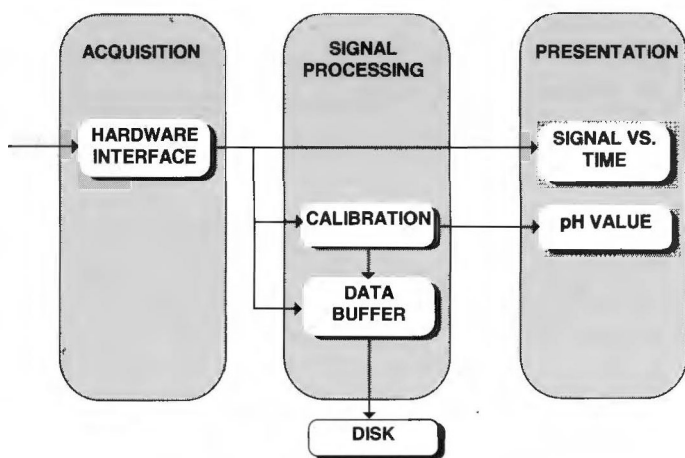 ACQUISITION
SIGNAL
PROCESSING
PRESENTATION
HARDWARE
INTERFACE
SIGNAL VS.
TIME
CALIBRATION
pH VALUE
DATA
BUFFER
DISK